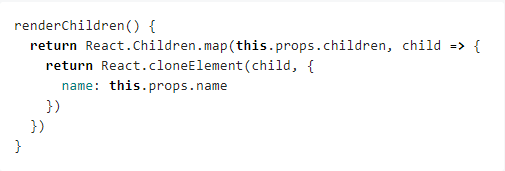 renderChildren() {
  return React.Children.map(this.props.children, child => {
    return React.cloneElement(child, {
      name: this.props.name
    })
  })
}